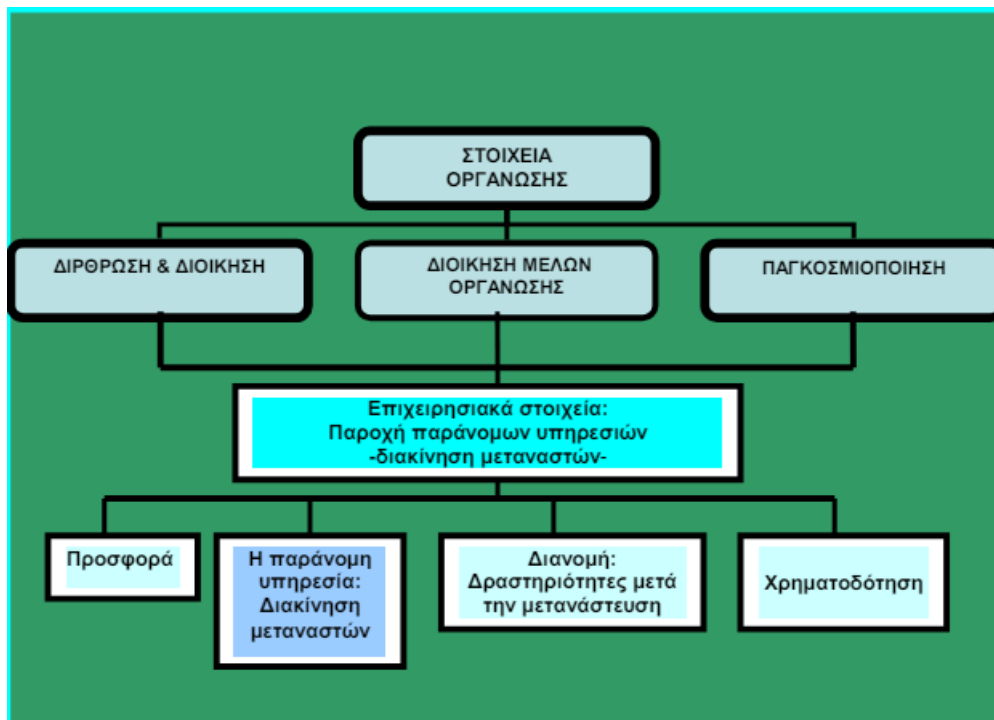 ΣΤΟΙΧΕΙΑ
ΟΡΓΑΝΩΣΗΣ
ΔΙΡΘΡΩΣΗ & ΔΙΟΙΚΗΣΗ
ΔΙΟΙΚΗΣΗ ΜΕΛΩΝ
ΟΡΓΑΝΩΣΗΣ
ΠΑΓΚΟΣΜΙΟΠΟΙΗΣΗ
Επιχειρησιακά στοιχεία:
Παροχή παράνομων υπηρεσιών
-διακίνηση μεταναστών-
Προσφορά
Η παράνομη
υπηρεσία:
Διακίνηση
μεταναστών
Διανομή:
Δραστηριότητες μετά
την μετανάστευση
Χρηματοδότηση